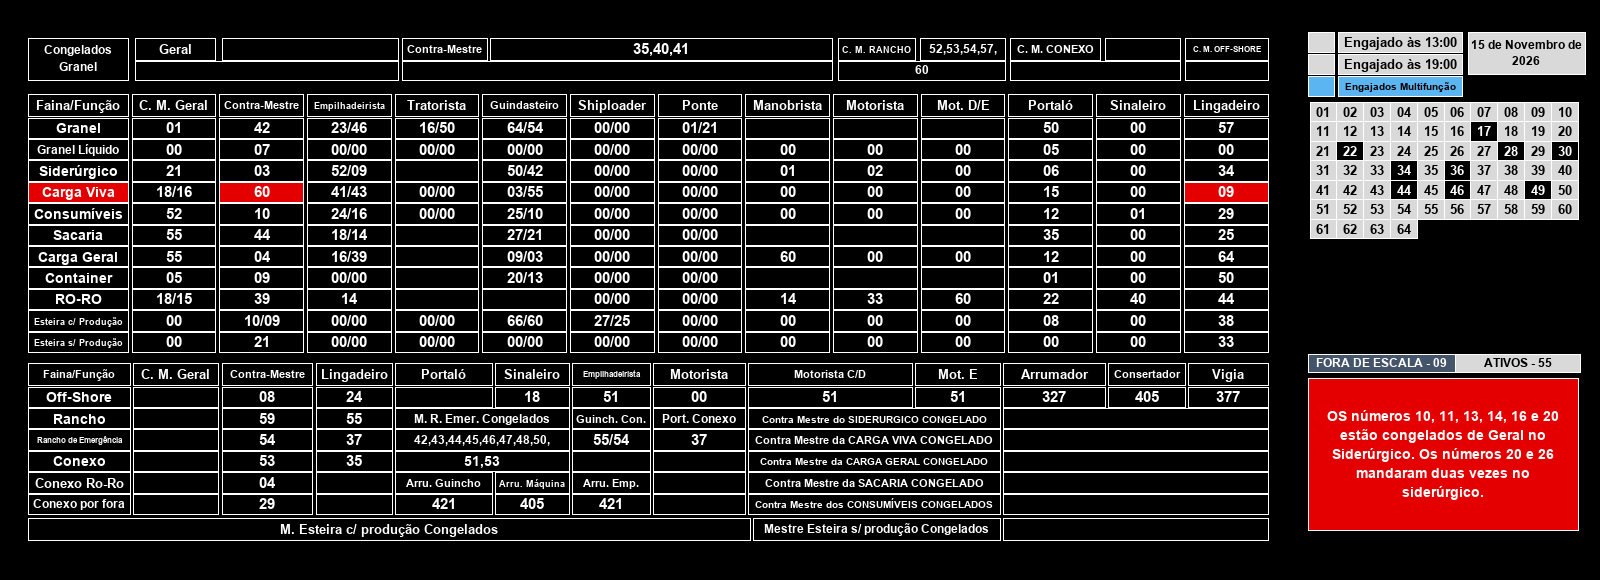 Congelados Granel Geral Contra-Mestre 35,40,41 C. M. RANCHO 52,53,54,57, C. M. CONEXO C. M. OFF-SHORE
60
Faina/Função C. M. Geral Contra-Mestre Empilhadeirista Tratorista Guindasteiro Shiploader Ponte Manobrista Motorista Mot. D/E Portaló Sinaleiro Lingadeiro
Granel 01 42 23/46 16/50 64/54 00/00 01/21 50 00 57
Granel Líquido 00 07 00/00 00/00 00/00 00/00 00/00 00 00 00 05 00 00
Siderúrgico 21 03 52/09 50/42 00/00 00/00 01 02 00 06 00 34
Carga Viva 18/16 60 41/43 00/00 03/55 00/00 00/00 00 00 00 15 00 09
Consumíveis 52 10 24/16 00/00 25/10 00/00 00/00 00 00 00 12 01 29
Sacaria 55 44 18/14 27/21 00/00 00/00 35 00 25
Carga Geral 55 04 16/39 09/03 00/00 00/00 60 00 00 12 00 64
Container 05 09 00/00 20/13 00/00 00/00 01 00 50
RO-RO 18/15 39 14 00/00 00/00 14 33 60 22 40 44
Esteira c/ Produção 00 10/09 00/00 00/00 66/60 27/25 00/00 00 00 00 08 00 38
Esteira s/ Produção 00 21 00/00 00/00 00/00 00/00 00/00 00 00 00 00 00 33
Faina/Função C. M. Geral Contra-Mestre Lingadeiro Portaló Sinaleiro Empilhadeirista Motorista Motorista C/D Mot. E Arrumador Consertador Vigia
Off-Shore 08 24 18 51 00 51 51 327 405 377
Rancho 59 55 M. R. Emer. Congelados Guinch. Con. Port. Conexo Contra Mestre do SIDERURGICO CONGELADO
Rancho de Emergência 54 37 42,43,44,45,46,47,48,50, 55/54 37 Contra Mestre da CARGA VIVA CONGELADO
Conexo 53 35 51,53 Contra Mestre da CARGA GERAL CONGELADO
Conexo Ro-Ro 04 Arru. Guincho Arru. Máquina Arru. Emp. Contra Mestre da SACARIA CONGELADO
Conexo por fora 29 421 405 421 Contra Mestre dos CONSUMÍVEIS CONGELADOS
M. Esteira c/ produção Congelados Mestre Esteira s/ produção Congelados
Engajado às 13:00 15 de Novembro de
Engajado às 19:00 2026
Engajados Multifunção
01 02 03 04 05 06 07 08 09 10
11 12 13 14 15 16 17 18 19 20
21 22 23 24 25 26 27 28 29 30
31 32 33 34 35 36 37 38 39 40
41 42 43 44 45 46 47 48 49 50
51 52 53 54 55 56 57 58 59 60
61 62 63 64
FORA DE ESCALA - 09 ATIVOS - 55
OS números 10, 11, 13, 14, 16 e 20
estão congelados de Geral no
Siderúrgico. Os números 20 e 26
mandaram duas vezes no
siderúrgico.